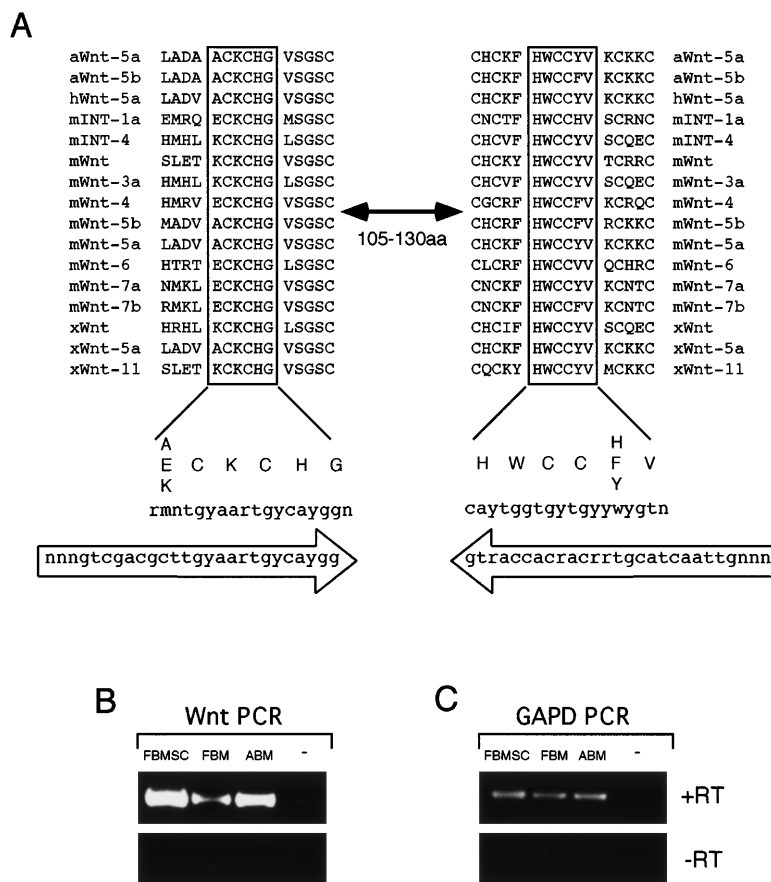 A
aWnt-5a LADA ACKCHG VSGSC CHCKF HWCCYV KCKKC aWnt-5a
aWnt-5b LADA ACKCHG VSGSC CHCKF HWCCFV KCKKC aWnt-5b
hWnt-5a LADV ACKCHG VSGSC CHCKF HWCCYV KCKKC hWnt-5a
mINT-1a EMRQ ECKCHG MSGSC CNCTF HWCCHV SCRNC mINT-1a
mINT-4 HMHL KCKCHG LSGSC CHCVF HWCCYV SCQEC mINT-4
mWnt SLET KCKCHG VSGSC CHCKY HWCCYV TCRRC mWnt
mWnt-3a HMHL KCKCHG LSGSC CHCVF HWCCYV SCQEC mWnt-3a
mWnt-4 HMRV ECKCHG VSGSC CGCRF HWCCFV KCRQC mWnt-4
mWnt-5b MADV ACKCHG VSGSC CHCRF HWCCFV RCKKC mWnt-5b
mWnt-5a LADV ACKCHG VSGSC CHCKF HWCCYV KCKKC mWnt-5a
mWnt-6 HTRT ECKCHG LSGSC CLCRF HWCCVV QCHRC mWnt-6
mWnt-7a NMKL ECKCHG VSGSC CNCKF HWCCYV KCNTC mWnt-7a
mWnt-7b RMKL ECKCHG VSGSC CNCKF HWCCFV KCNTC mWnt-7b
xWnt HRHL KCKCHG LSGSC CHCIF HWCCYV SCQEC xWnt
xWnt-5a LADV ACKCHG VSGSC CHCKF HWCCYV KCKKC xWnt-5a
xWnt-11 SLET KCKCHG VSGSC CQCKY HWCCYV MCKKC xWnt-11
105-130aa
A
E C K C H G
K
H
H W C C F V
Y
rmntgyaartgycayggn
caytggtgytgyywygtn
nnngtcgacgcttgyaartgycaygg
gtraccacracrrtgcatcaattgnnn
B
Wnt PCR
FBMSC FBM ABM -
C
GAPD PCR
FBMSC FBM ABM -
+RT
-RT